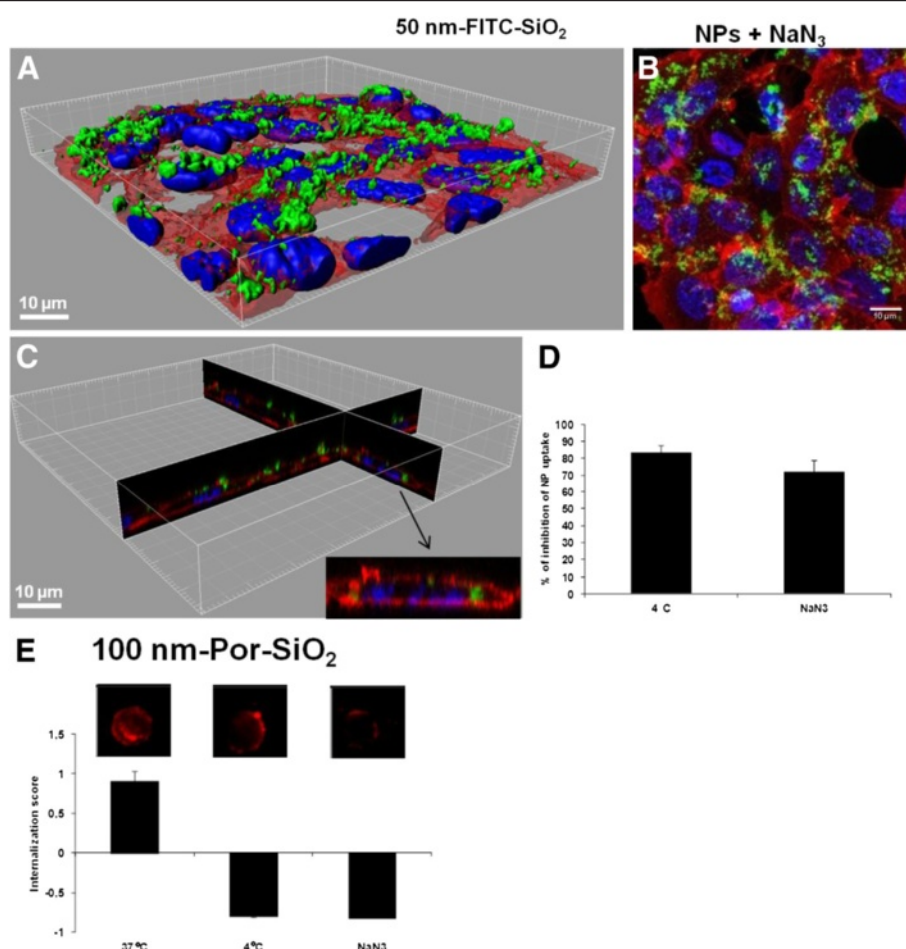 50 nm-FITC-SiO₂
NPs + NaN₃
A
B
10 µm
10 µm
C
D
10 µm
% of inhibition of NP uptake
100
90
80
70
60
50
40
30
20
10
0
4 C
NaN3
E
100 nm-Por-SiO₂
Internalization score
1.5
1
0.5
0
-0.5
-1
37 ºC
4ºC
NaN3